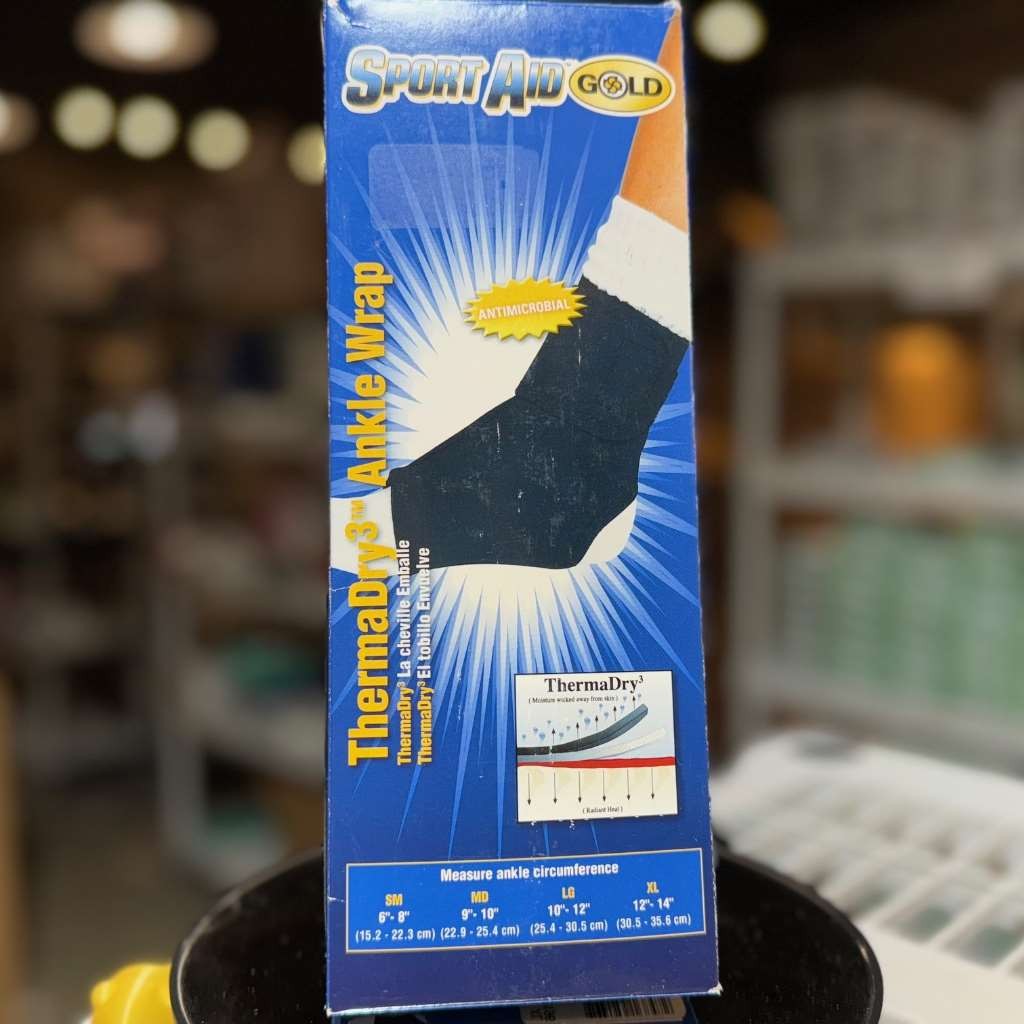 SPORT AID™ GOLD
ANTIMICROBIAL
ThermaDry3™ Ankle Wrap
ThermaDry³ La cheville Emballe
ThermaDry³ El tobillo Envuelve
ThermaDry³
( Moisture wicked away from skin )
( Radiant Heat )
Measure ankle circumference
SM MD LG XL
6"- 8" 9"- 10" 10"- 12" 12"- 14"
(15.2 - 22.3 cm) (22.9 - 25.4 cm) (25.4 - 30.5 cm) (30.5 - 35.6 cm)